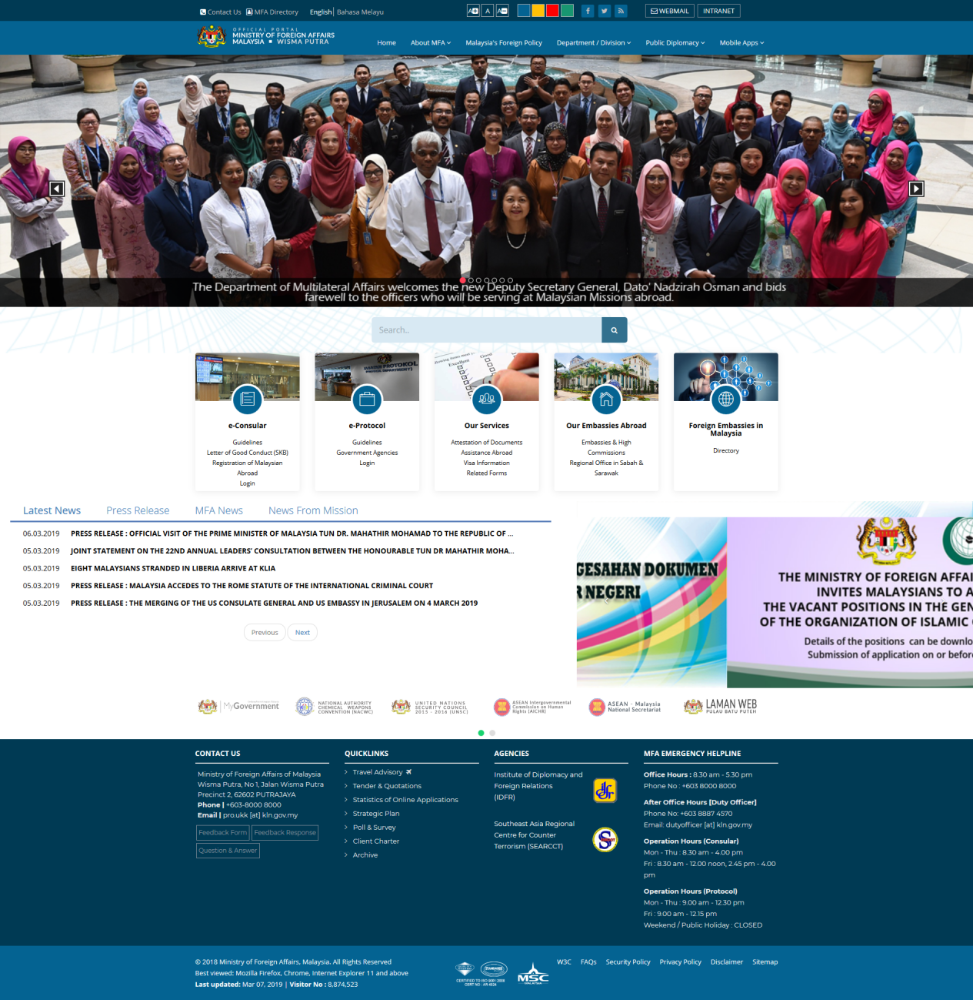 Contact Us MFA Directory English Bahasa Melayu A A A WEBMAIL INTRANET
OFFICIAL PORTAL
MINISTRY OF FOREIGN AFFAIRS
MALAYSIA ■ WISMA PUTRA
Home About MFA Malaysia's Foreign Policy Department / Division Public Diplomacy Mobile Apps
The Department of Multilateral Affairs welcomes the new Deputy Secretary General, Dato' Nadzirah Osman and bids
farewell to the officers who will be serving at Malaysian Missions abroad.
Search...
e-Consular
Guidelines
Letter of Good Conduct (SKB)
Registration of Malaysian
Abroad
Login
e-Protocol
Guidelines
Government Agencies
Login
Excellent
Good
Our Services
Attestation of Documents
Assistance Abroad
Visa Information
Related Forms
Our Embassies Abroad
Embassies & High
Commissions
Regional Office in Sabah &
Sarawak
Foreign Embassies in
Malaysia
Directory
Latest News Press Release MFA News News From Mission
06.03.2019 PRESS RELEASE : OFFICIAL VISIT OF THE PRIME MINISTER OF MALAYSIA TUN DR. MAHATHIR MOHAMAD TO THE REPUBLIC OF ...
05.03.2019 JOINT STATEMENT ON THE 22ND ANNUAL LEADERS' CONSULTATION BETWEEN THE HONOURABLE TUN DR MAHATHIR MOHA...
05.03.2019 EIGHT MALAYSIANS STRANDED IN LIBERIA ARRIVE AT KLIA
05.03.2019 PRESS RELEASE : MALAYSIA ACCEDES TO THE ROME STATUTE OF THE INTERNATIONAL CRIMINAL COURT
05.03.2019 PRESS RELEASE : THE MERGING OF THE US CONSULATE GENERAL AND US EMBASSY IN JERUSALEM ON 4 MARCH 2019
Previous Next
GESAHAN DOKUMEN
R NEGERI
THE MINISTRY OF FOREIGN AFFAI
INVITES MALAYSIANS TO A
THE VACANT POSITIONS IN THE GEN
OF THE ORGANIZATION OF ISLAMIC
Details of the positions can be downlo
Submission of application on or befor
MyGovernment
NATIONAL AUTHORITY
CHEMICAL WEAPONS
CONVENTION (NACWC)
UNITED NATIONS
SECURITY COUNCIL
2015 - 2016 (UNSC)
ASEAN Intergovernmental
Commission on Human
Rights (AICHR)
ASEAN - Malaysia
National Secretariat
LAMAN WEB
PULAU BATU PUTEH
CONTACT US
Ministry of Foreign Affairs of Malaysia
Wisma Putra, No 1, Jalan Wisma Putra
Precinct 2, 62602 PUTRAJAYA
Phone | +603-8000 8000
Email | pro.ukk [at] kln.gov.my
Feedback Form Feedback Response
Question & Answer
QUICKLINKS
Travel Advisory
Tender & Quotations
Statistics of Online Applications
Strategic Plan
Poll & Survey
Client Charter
Archive
AGENCIES
Institute of Diplomacy and
Foreign Relations
(IDFR)
Southeast Asia Regional
Centre for Counter
Terrorism (SEARCCT)
MFA EMERGENCY HELPLINE
Office Hours : 8.30 am - 5.30 pm
Phone No : +603 8000 8000
After Office Hours [Duty Officer]
Phone No: +603 8887 4570
Email: dutyofficer [at] kln.gov.my
Operation Hours (Consular)
Mon - Thu : 8.30 am - 4.00 pm
Fri : 8.30 am - 12.00 noon, 2.45 pm - 4.00
pm
Operation Hours (Protocol)
Mon - Thu : 9.00 am - 12.30 pm
Fri : 9.00 am - 12.15 pm
Weekend / Public Holiday : CLOSED
© 2018 Ministry of Foreign Affairs, Malaysia. All Rights Reserved
Best viewed: Mozilla Firefox, Chrome, Internet Explorer 11 and above
Last updated: Mar 07, 2019 | Visitor No : 8,874,523
CERTIFIED TO ISO 9001:2008
CERT NO : AR 4924
MSC
MALAYSIA
W3C FAQs Security Policy Privacy Policy Disclaimer Sitemap